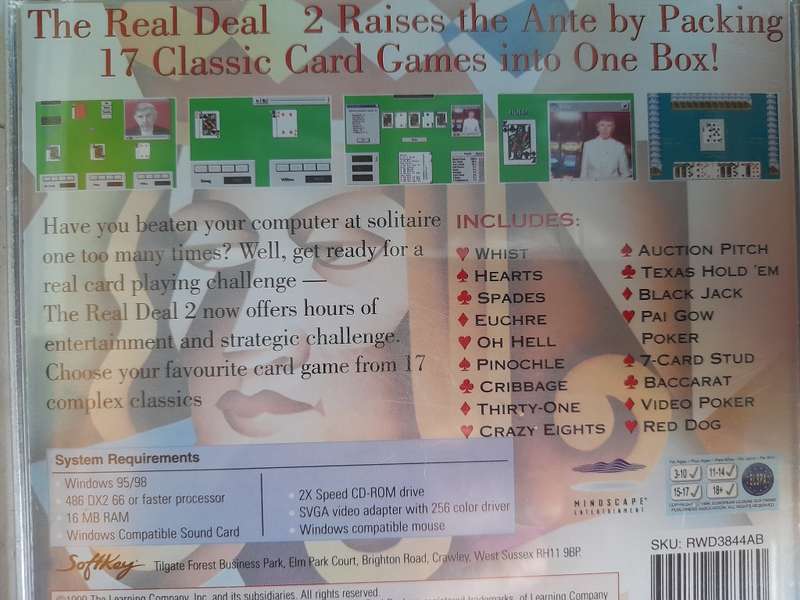 The Real Deal 2 Raises the Ante by Packing
17 Classic Card Games into One Box!
Have you beaten your computer at solitaire
one too many times? Well, get ready for a
real card playing challenge —
The Real Deal 2 now offers hours of
entertainment and strategic challenge.
Choose your favourite card game from 17
complex classics
INCLUDES:
WHIST
HEARTS
SPADES
EUCHRE
OH HELL
PINOCHLE
CRIBBAGE
THIRTY-ONE
CRAZY EIGHTS
AUCTION PITCH
TEXAS HOLD 'EM
BLACK JACK
PAI GOW
POKER
7-CARD STUD
BACCARAT
VIDEO POKER
RED DOG
System Requirements
Windows 95/98
486 DX2 66 or faster processor
16 MB RAM
Windows Compatible Sound Card
2X Speed CD-ROM drive
SVGA video adapter with 256 color driver
Windows compatible mouse
MINDSCAPE
ENTERTAINMENT
3-10 11-14
15-17 18+
ELSPA
SoftKey Tilgate Forest Business Park, Elm Park Court, Brighton Road, Crawley, West Sussex RH11 9BP.
SKU: RWD3844AB
©1999 The Learning Company, Inc. and its subsidiaries. All rights reserved.
registered trademarks of Learning Company